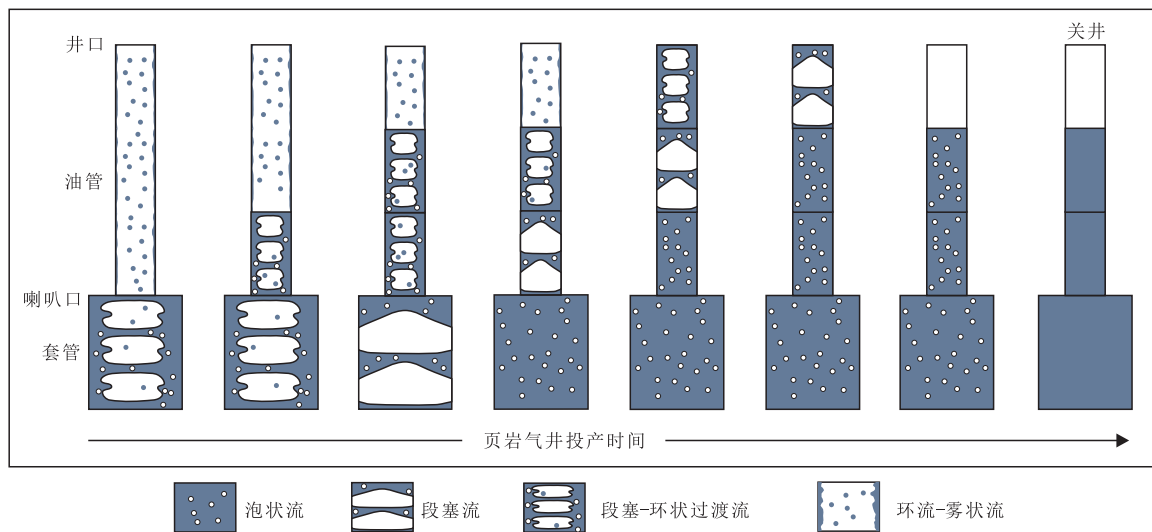 关井
井口
油管
喇叭口
套管
页岩气井投产时间
泡状流
段塞流
段塞-环状过渡流
环流-雾状流